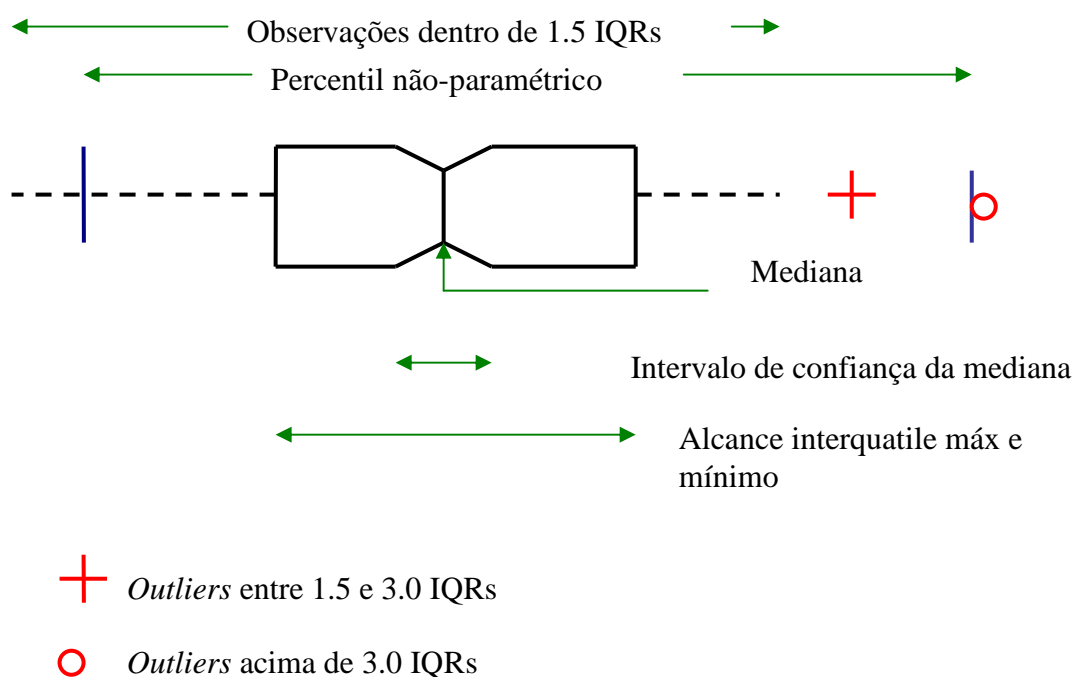 Observações dentro de 1.5 IQRs
Percentil não-paramétrico
Mediana
Intervalo de confiança da mediana
Alcance interquatile máx e
mínimo
Outliers entre 1.5 e 3.0 IQRs
Outliers acima de 3.0 IQRs